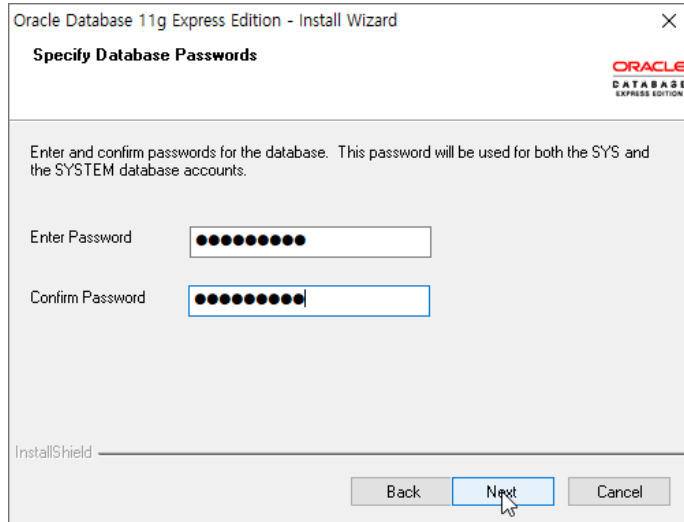 Oracle Database 11g Express Edition - Install Wizard
Specify Database Passwords
ORACLE
DATABASE
EXPRESS EDITION
Enter and confirm passwords for the database. This password will be used for both the SYS and
the SYSTEM database accounts.
Enter Password
●●●●●●●●●
Confirm Password
●●●●●●●●●
InstallShield
Back Next Cancel